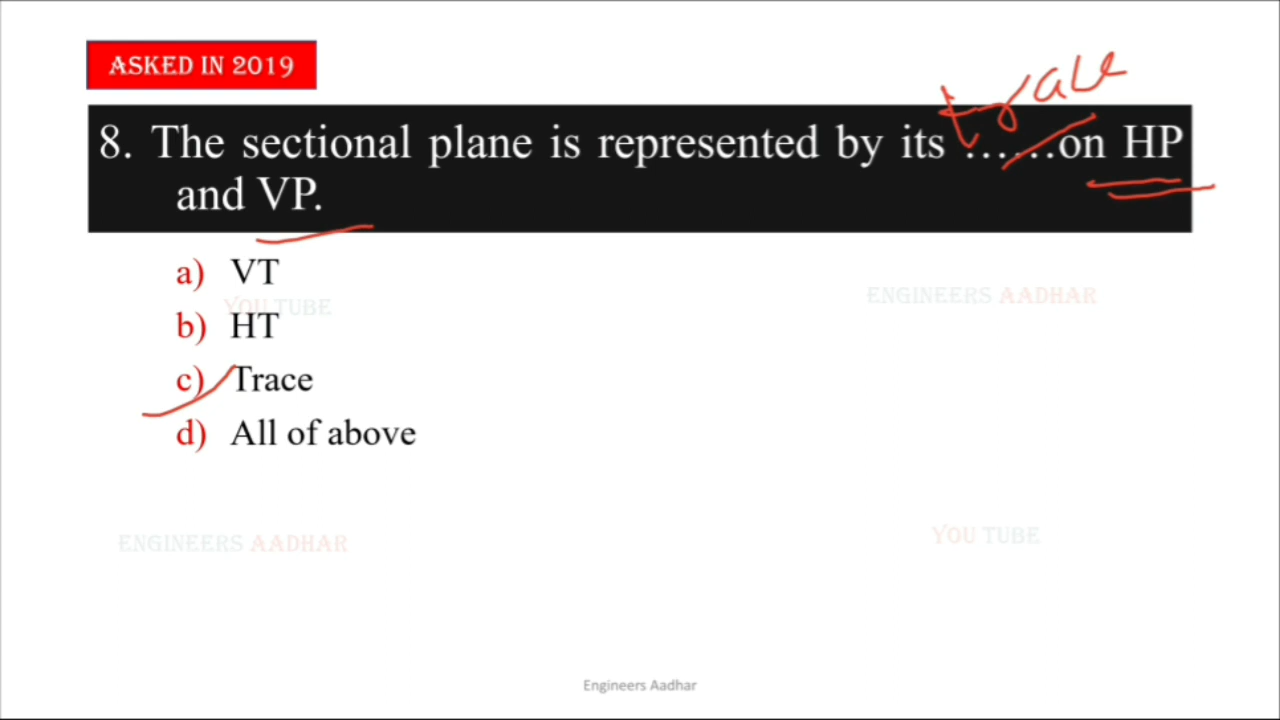 ASKED IN 2019
trace
8. The sectional plane is represented by its ......on HP
and VP.
a) VT
YOU TUBE
ENGINEERS AADHAR
b) HT
c) Trace
d) All of above
ENGINEERS AADHAR
YOU TUBE
Engineers Aadhar